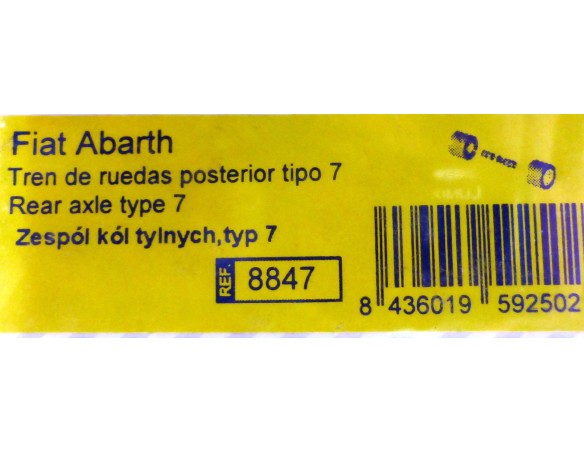 Fiat Abarth
Tren de ruedas posterior tipo 7
Rear axle type 7
Zespól kól tylnych,typ 7
REF. 8847
8 436019 592502